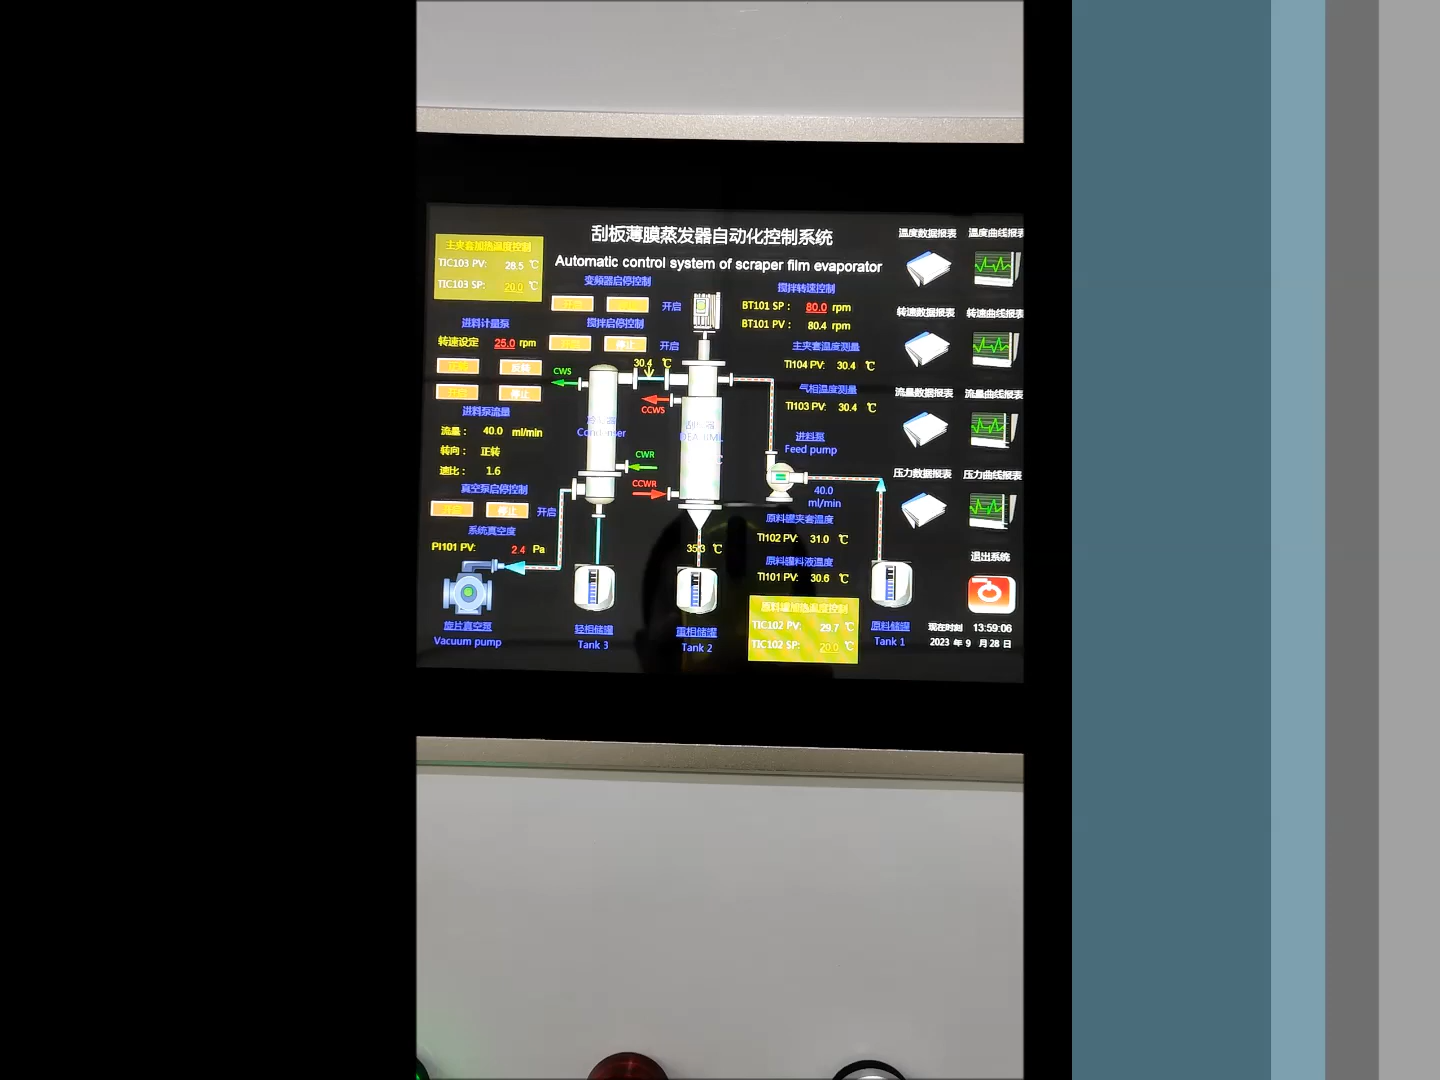 刮板薄膜蒸发器自动化控制系统
Automatic control system of scraper film evaporator
主夹套加热温度控制
TIC103 PV: 28.5 ℃
TIC103 SP: 20.0 ℃
进料计量泵
转速设定 25.0 rpm
反转
停止
进料泵流量
流量： 40.0 ml/min
转向： 正转
速比： 1.6
真空泵启停控制
停止 开启
系统真空度
PI101 PV: 2.4 Pa
旋片真空泵
Vacuum pump
变频器启停控制
开启
搅拌启停控制
停止 开启
30.4 ℃
CWS
CCWS
CWR
CCWR
35.3 ℃
轻相储罐
Tank 3
重相储罐
Tank 2
搅拌转速控制
BT101 SP : 80.0 rpm
BT101 PV : 80.4 rpm
主夹套温度测量
TI104 PV: 30.4 ℃
气相温度测量
TI103 PV: 30.4 ℃
进料泵
Feed pump
40.0
ml/min
原料罐夹套温度
TI102 PV: 31.0 ℃
原料罐料液温度
TI101 PV: 30.6 ℃
原料罐加热温度控制
TIC102 PV: 29.7 ℃
TIC102 SP: 20.0 ℃
原料储罐
Tank 1
温度数据报表 温度曲线报表
转速数据报表 转速曲线报表
流量数据报表 流量曲线报表
压力数据报表 压力曲线报表
退出系统
现在时刻 13:59:06
2023 年 9 月 28 日